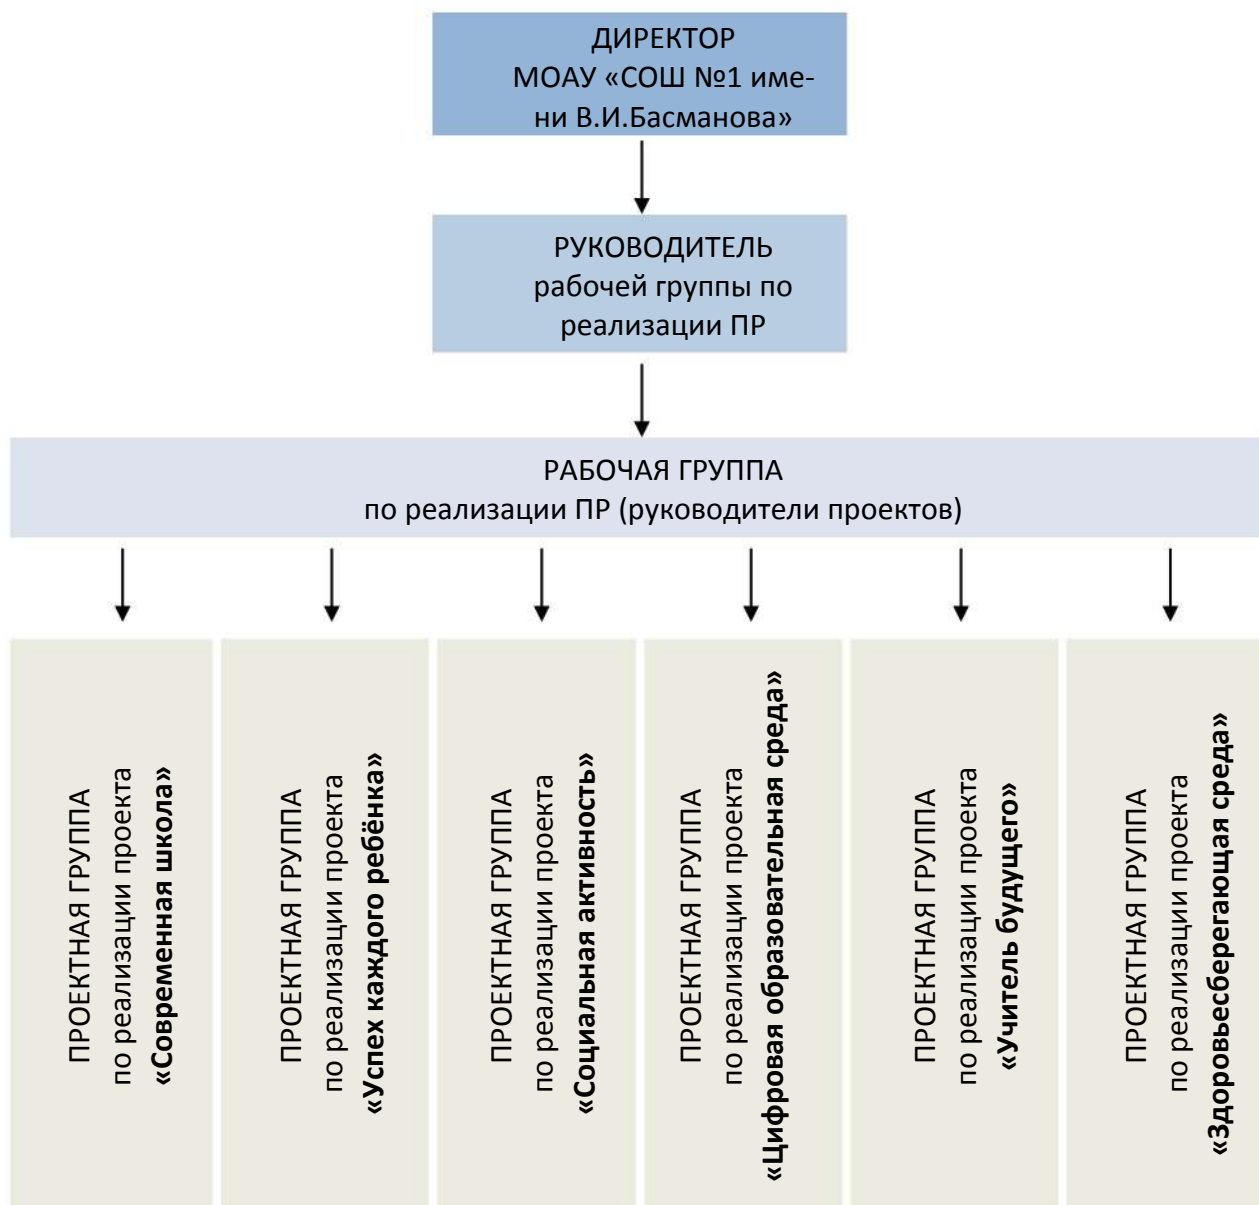 ДИРЕКТОР
МОАУ «СОШ №1 име-
ни В.И.Басманова»
РУКОВОДИТЕЛЬ
рабочей группы по
реализации ПР
РАБОЧАЯ ГРУППА
по реализации ПР (руководители проектов)
ПРОЕКТНАЯ ГРУППА
по реализации проекта
«Современная школа»
ПРОЕКТНАЯ ГРУППА
по реализации проекта
«Успех каждого ребёнка»
ПРОЕКТНАЯ ГРУППА
по реализации проекта
«Социальная активность»
ПРОЕКТНАЯ ГРУППА
по реализации проекта
«Цифровая образовательная среда»
ПРОЕКТНАЯ ГРУППА
по реализации проекта
«Учитель будущего»
ПРОЕКТНАЯ ГРУППА
по реализации проекта
«Здоровьесберегающая среда»